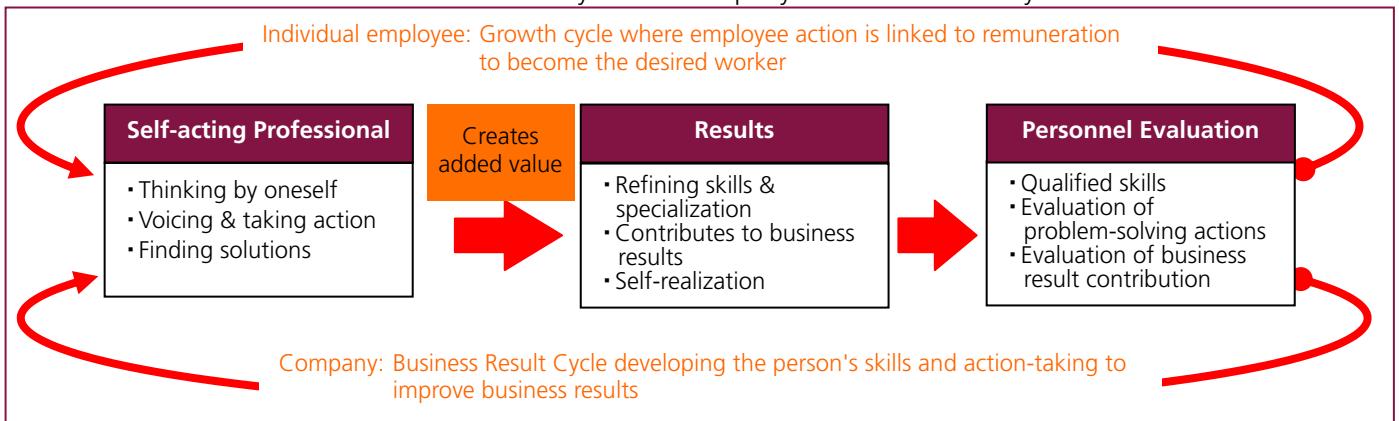 Individual employee: Growth cycle where employee action is linked to remuneration
to become the desired worker
Self-acting Professional
・Thinking by oneself
・Voicing & taking action
・Finding solutions
Creates
added value
Results
・Refining skills &
specialization
・Contributes to business
results
・Self-realization
Personnel Evaluation
・Qualified skills
・Evaluation of
problem-solving actions
・Evaluation of business
result contribution
Company: Business Result Cycle developing the person's skills and action-taking to
improve business results